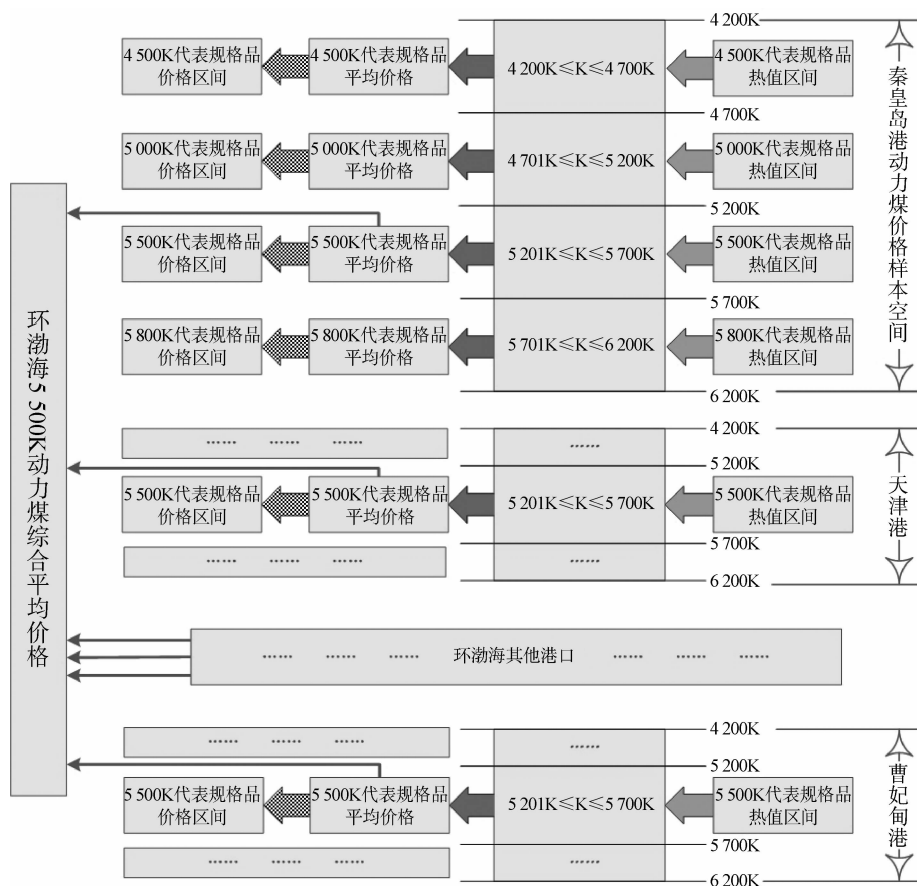 4 200K
4 500K代表规格品
价格区间
4 500K代表规格品
平均价格
4 200K≤K≤4 700K
4 500K代表规格品
热值区间
4 700K
5 000K代表规格品
价格区间
5 000K代表规格品
平均价格
4 701K≤K≤5 200K
5 000K代表规格品
热值区间
5 200K
5 500K代表规格品
价格区间
5 500K代表规格品
平均价格
5 201K≤K≤5 700K
5 500K代表规格品
热值区间
5 700K
5 800K代表规格品
价格区间
5 800K代表规格品
平均价格
5 701K≤K≤6 200K
5 800K代表规格品
热值区间
6 200K
秦皇岛港动力煤价格样本空间
环渤海5 500K动力煤综合平均价格
4 200K
…… …… ……
……
5 200K
5 500K代表规格品
价格区间
5 500K代表规格品
平均价格
5 201K≤K≤5 700K
5 500K代表规格品
热值区间
5 700K
…… …… ……
……
6 200K
天津港
…… …… …… 环渤海其他港口 …… …… ……
4 200K
…… …… ……
……
5 200K
5 500K代表规格品
价格区间
5 500K代表规格品
平均价格
5 201K≤K≤5 700K
5 500K代表规格品
热值区间
5 700K
…… …… ……
……
6 200K
曹妃甸港